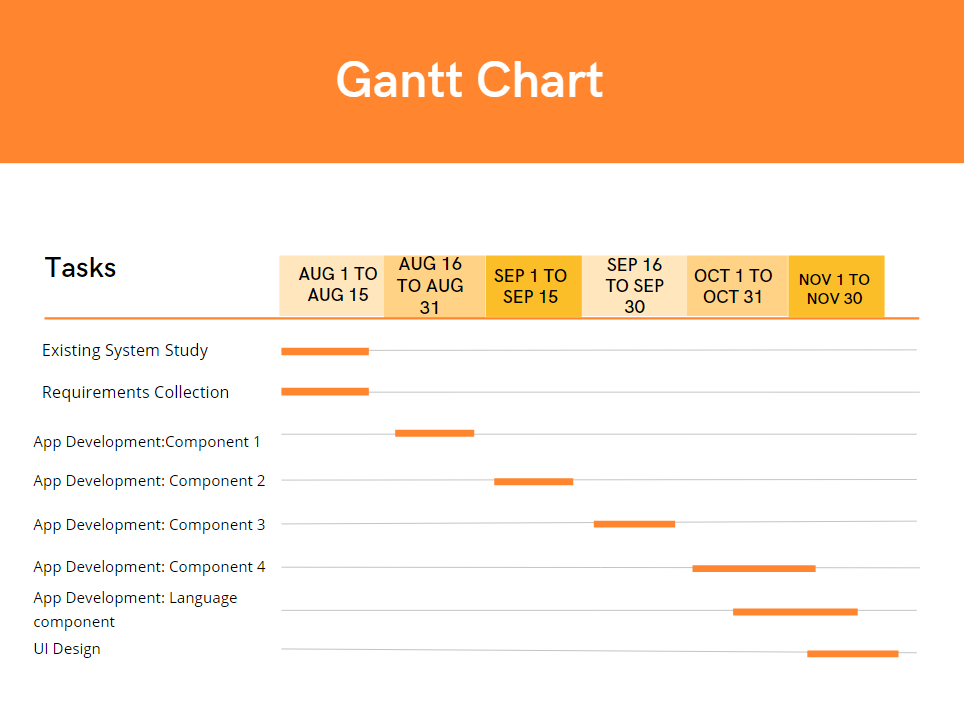 Gantt Chart
Tasks
AUG 1 TO
AUG 15
AUG 16
TO AUG
31
SEP 1 TO
SEP 15
SEP 16
TO SEP
30
OCT 1 TO
OCT 31
NOV 1 TO
NOV 30
Existing System Study
Requirements Collection
App Development:Component 1
App Development: Component 2
App Development: Component 3
App Development: Component 4
App Development: Language
component
UI Design